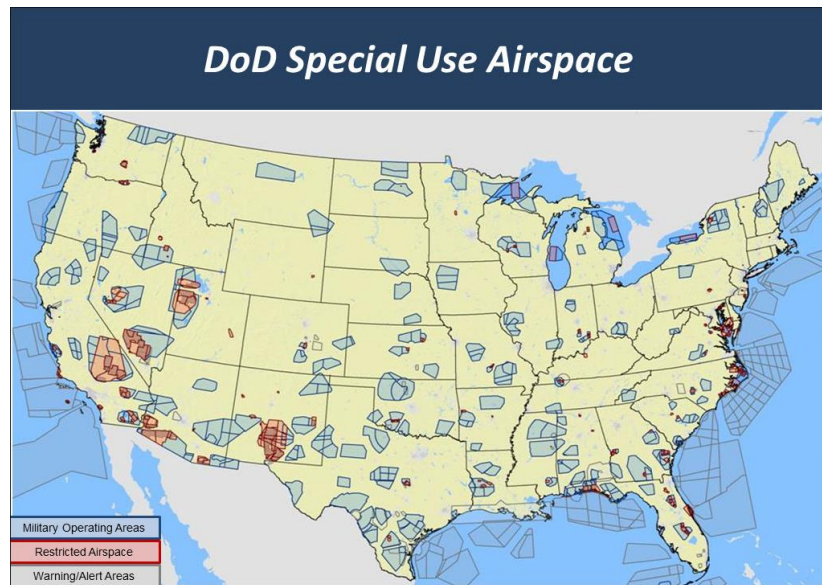 DoD Special Use Airspace
Military Operating Areas
Restricted Airspace
Warning/Alert Areas